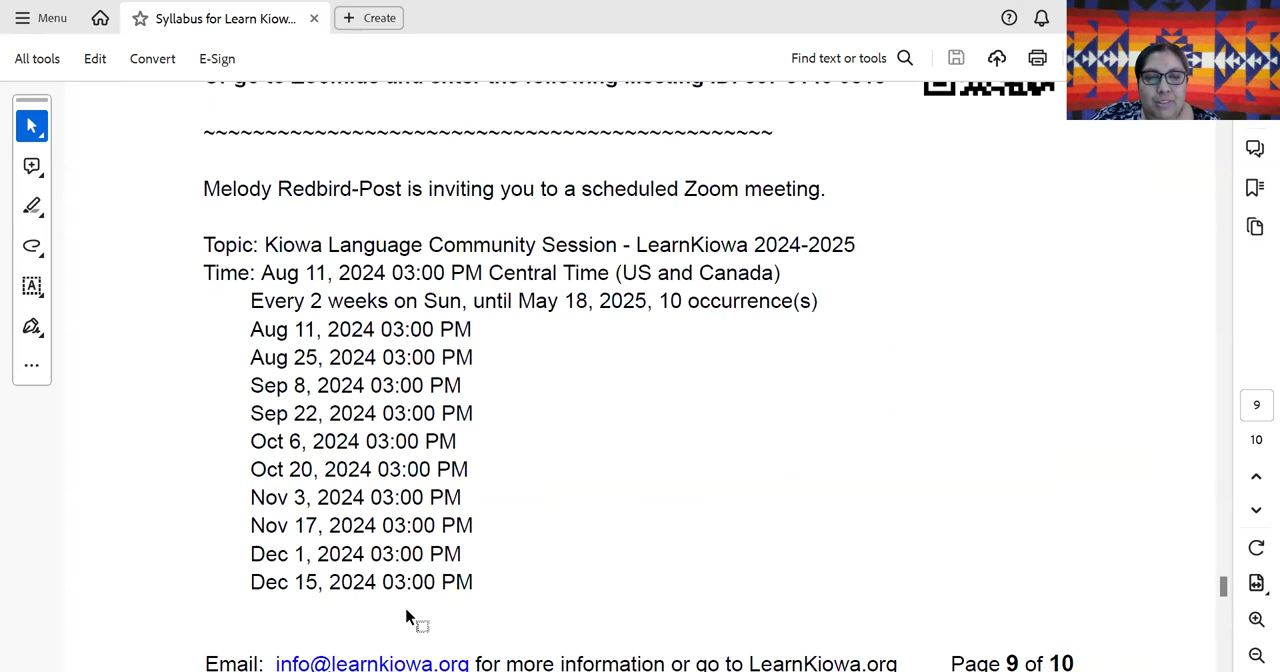 Menu
Syllabus for Learn Kiow...
Create
All tools
Edit
Convert
E-Sign
Find text or tools
~~~~~~~~~~~~~~~~~~~~~~~~~~~~~~~~~~~~~~~~~~~~~~
Melody Redbird-Post is inviting you to a scheduled Zoom meeting.
Topic: Kiowa Language Community Session - LearnKiowa 2024-2025
Time: Aug 11, 2024 03:00 PM Central Time (US and Canada)
Every 2 weeks on Sun, until May 18, 2025, 10 occurrence(s)
Aug 11, 2024 03:00 PM
Aug 25, 2024 03:00 PM
Sep 8, 2024 03:00 PM
Sep 22, 2024 03:00 PM
Oct 6, 2024 03:00 PM
Oct 20, 2024 03:00 PM
Nov 3, 2024 03:00 PM
Nov 17, 2024 03:00 PM
Dec 1, 2024 03:00 PM
Dec 15, 2024 03:00 PM
Email: info@learnkiowa.org for more information or go to LearnKiowa.org Page 9 of 10
9
10